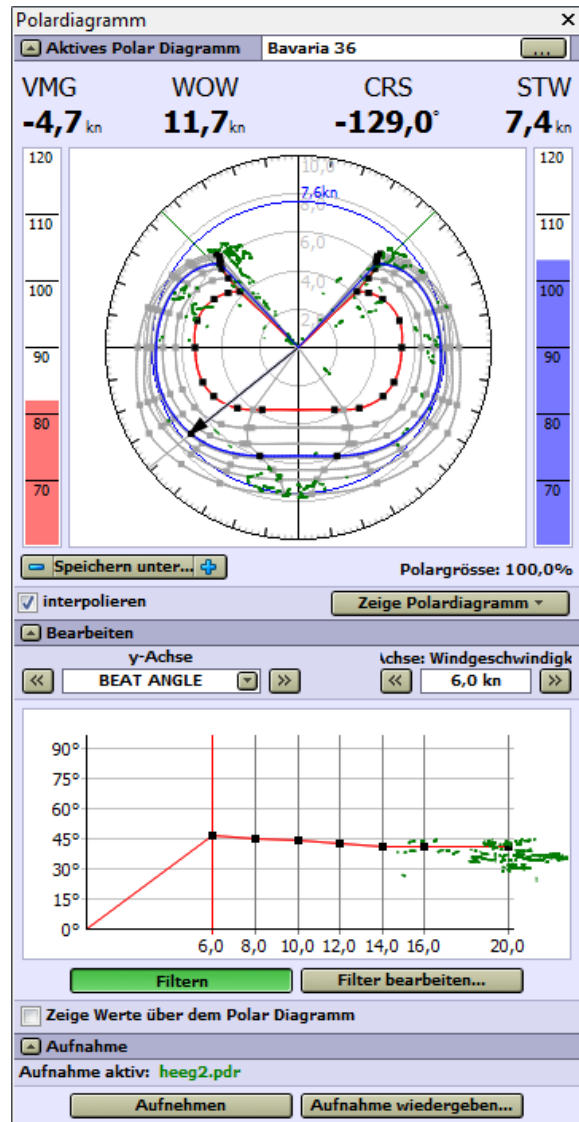 Polardiagramm ×
Aktives Polar Diagramm Bavaria 36 ...
VMG WOW CRS STW
-4,7 kn 11,7 kn -129,0° 7,4 kn
120 10,0 120
7,6kn
8,0
110 6,0 110
4,0
100 2,0 100
90 90
80 80
70 70
Speichern unter... Polargrösse: 100,0%
interpolieren Zeige Polardiagramm
Bearbeiten
y-Achse Achse: Windgeschwindigk
<< BEAT ANGLE >> << 6,0 kn >>
90°
75°
60°
45°
30°
15°
0°
6,0 8,0 10,0 12,0 14,0 16,0 20,0
Filtern Filter bearbeiten...
Zeige Werte über dem Polar Diagramm
Aufnahme
Aufnahme aktiv: heeg2.pdr
Aufnehmen Aufnahme wiedergeben...